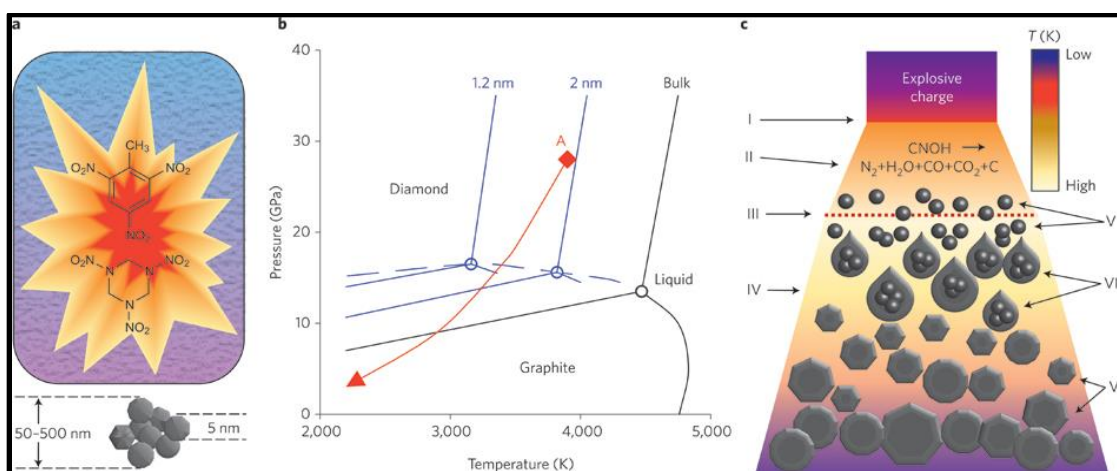 a
CH₃
O₂N
NO₂
NO₂
O₂N
NO₂
N
N
N
NO₂
50–500 nm
5 nm
b
40
30
20
10
0
Pressure (GPa)
1.2 nm
2 nm
Bulk
A
Diamond
Liquid
Graphite
2,000
3,000
4,000
5,000
Temperature (K)
c
T (K)
Low
High
Explosive
charge
I
II
CNOH →
N₂+H₂O+CO+CO₂+C
III
IV
V
VI
V